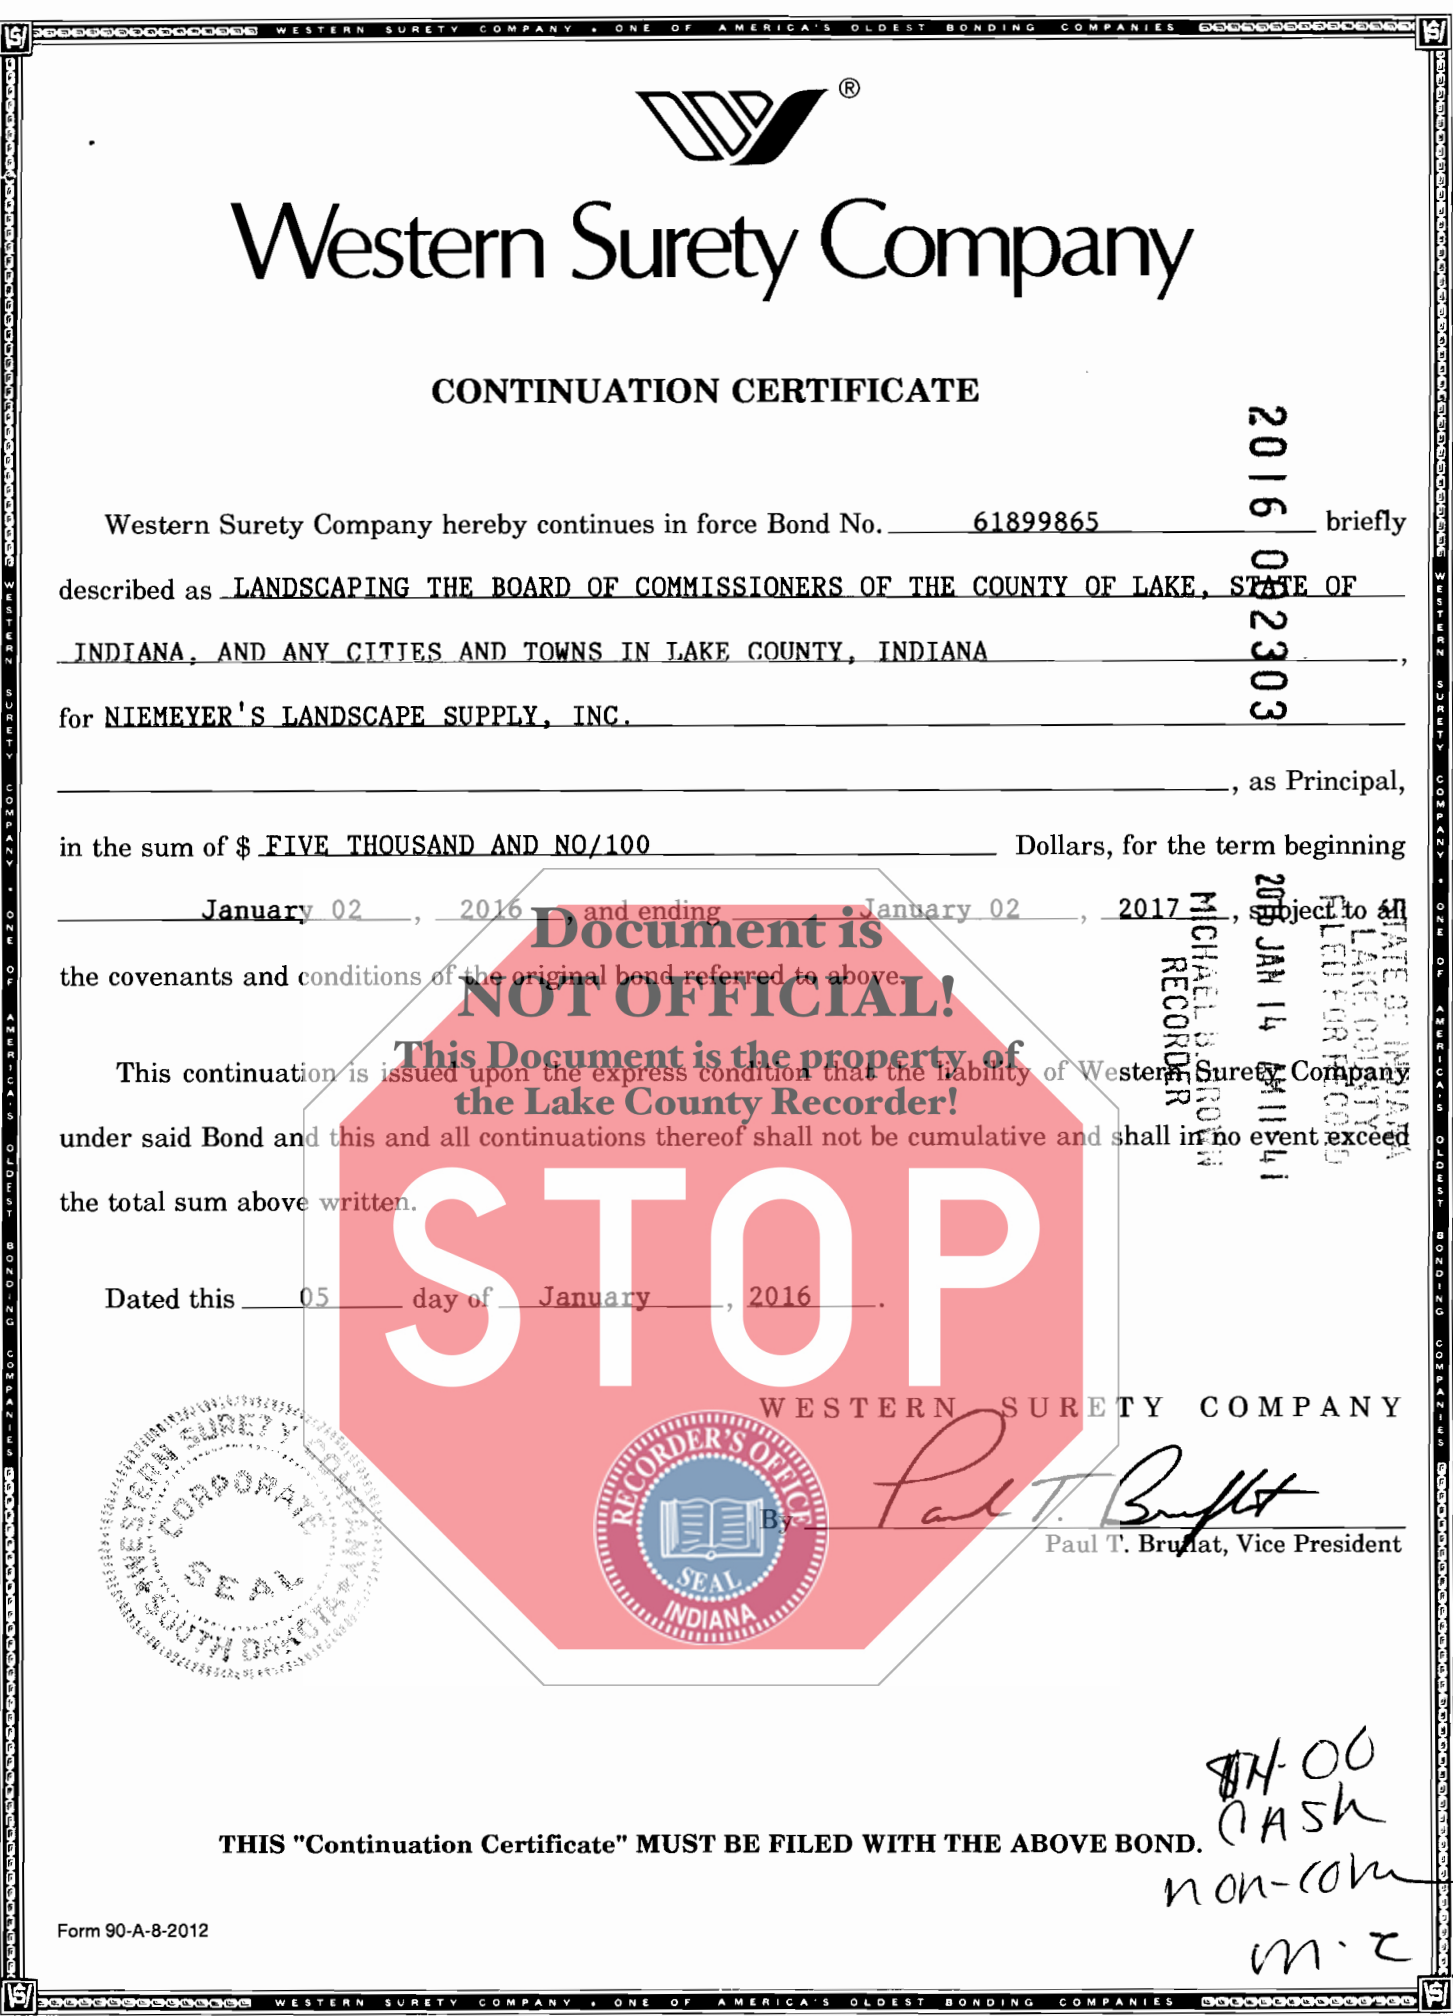 WESTERN SURETY COMPANY • ONE OF AMERICA'S OLDEST BONDING COMPANIES
®
Western Surety Company
CONTINUATION CERTIFICATE
2016 002303
Western Surety Company hereby continues in force Bond No. 61899865 briefly
described as LANDSCAPING THE BOARD OF COMMISSIONERS OF THE COUNTY OF LAKE, STATE OF
INDIANA, AND ANY CITIES AND TOWNS IN LAKE COUNTY, INDIANA ,
for NIEMEYER'S LANDSCAPE SUPPLY, INC.
, as Principal,
in the sum of $ FIVE THOUSAND AND NO/100 Dollars, for the term beginning
January 02 , 2016 , and ending January 02 , 2017 , subject to all
the covenants and conditions of the original bond referred to above.
Document is
NOT OFFICIAL!
This Document is the property of
the Lake County Recorder!
STATE OF INDIANA
LAKE COUNTY
FILED FOR RECORD
2016 JAN 14 AM 11:41
MICHAEL B. BROWN
RECORDER
This continuation is issued upon the express condition that the liability of Western Surety Company
under said Bond and this and all continuations thereof shall not be cumulative and shall in no event exceed
the total sum above written.
STOP
Dated this 05 day of January , 2016 .
WESTERN SURETY COMPANY
By Paul T. Bruflat
Paul T. Bruflat, Vice President
WESTERN SURETY COMPANY
CORPORATE
SEAL
SOUTH DAKOTA
RECORDER'S OFFICE
SEAL
INDIANA
00
CASH
non-com
m.z
THIS "Continuation Certificate" MUST BE FILED WITH THE ABOVE BOND.
Form 90-A-8-2012
WESTERN SURETY COMPANY • ONE OF AMERICA'S OLDEST BONDING COMPANIES